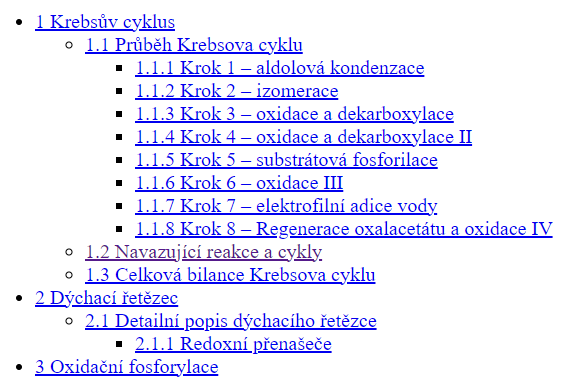 1 Krebsův cyklus
1.1 Průběh Krebsova cyklu
1.1.1 Krok 1 – aldolová kondenzace
1.1.2 Krok 2 – izomerace
1.1.3 Krok 3 – oxidace a dekarboxylace
1.1.4 Krok 4 – oxidace a dekarboxylace II
1.1.5 Krok 5 – substrátová fosforilace
1.1.6 Krok 6 – oxidace III
1.1.7 Krok 7 – elektrofilní adice vody
1.1.8 Krok 8 – Regenerace oxalacetátu a oxidace IV
1.2 Navazující reakce a cykly
1.3 Celková bilance Krebsova cyklu
2 Dýchací řetězec
2.1 Detailní popis dýchacího řetězce
2.1.1 Redoxní přenašeče
3 Oxidační fosforylace